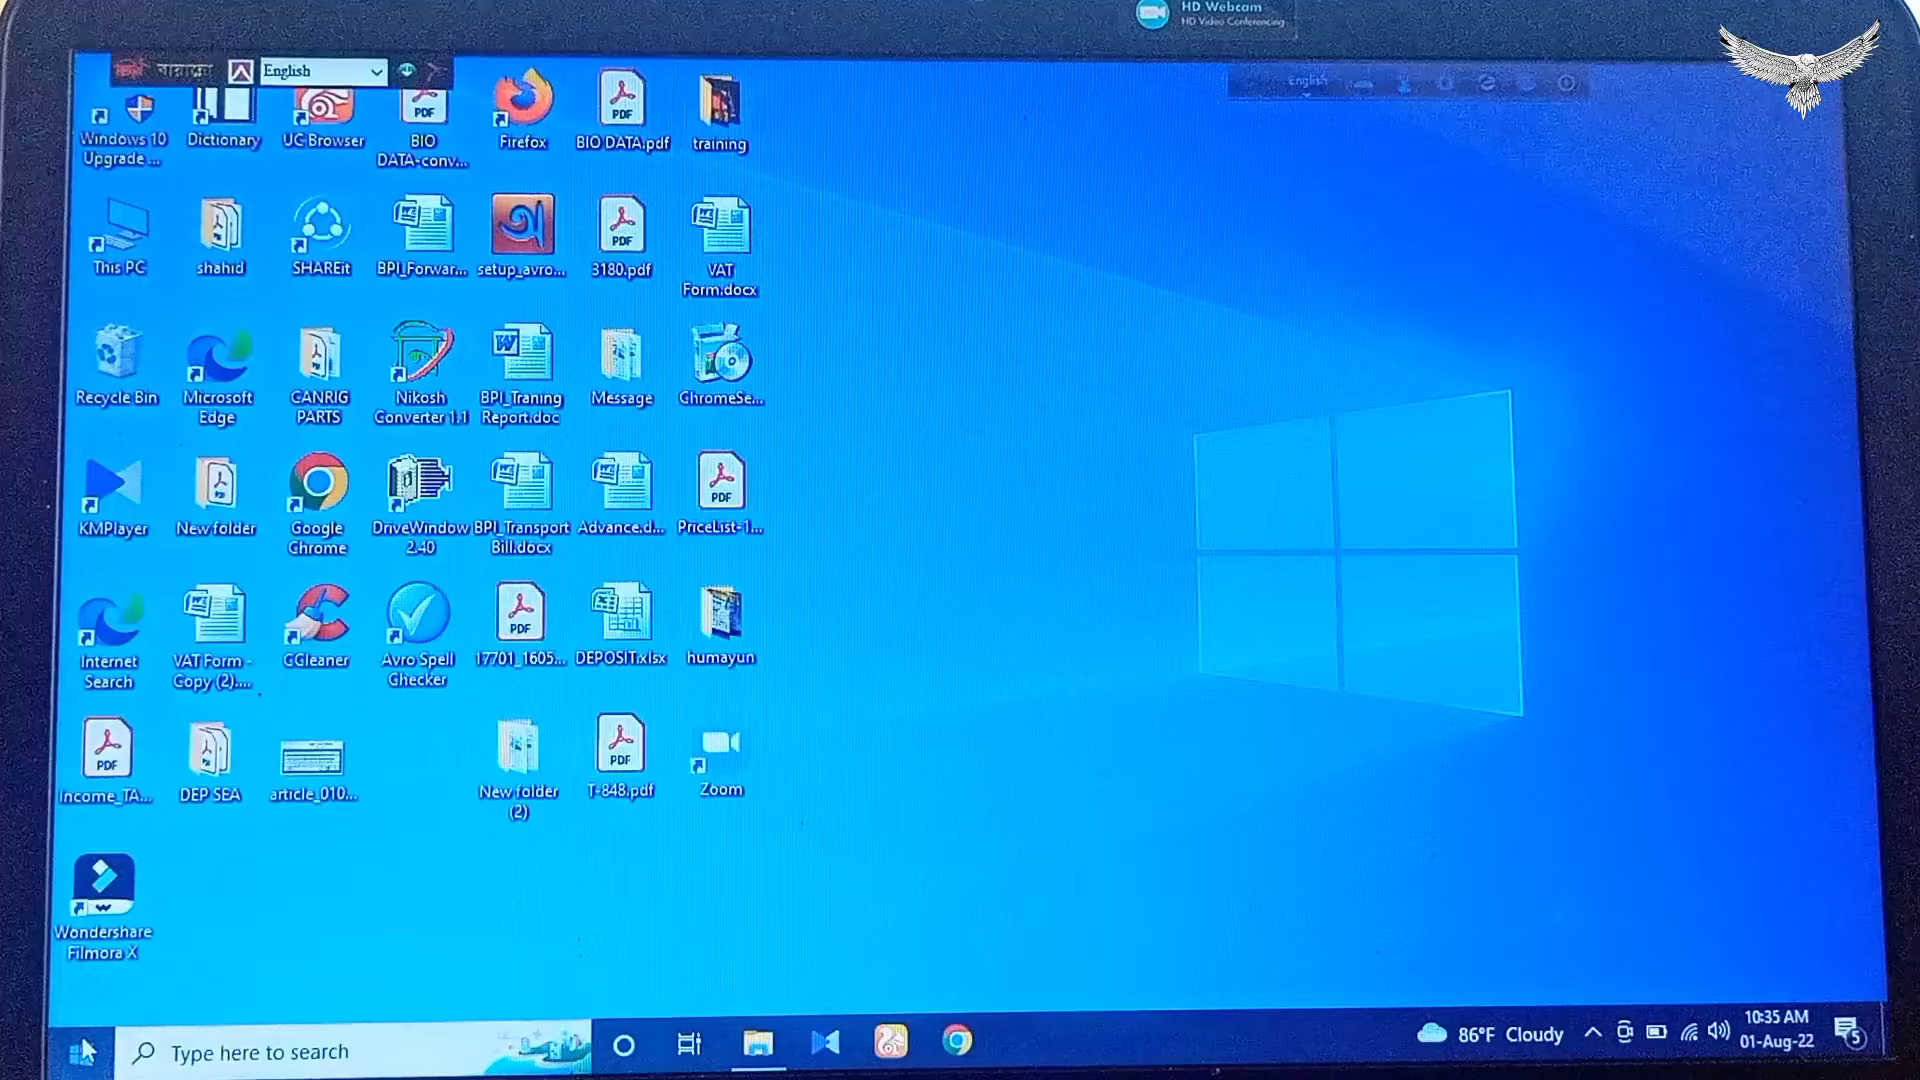 HD Webcam
HD Video Conferencing
English
English
Windows 10
Upgrade ...
Dictionary
UC Browser
BIO
DATA-conv...
Firefox
BIO DATA.pdf
training
This PC
shahid
SHAREit
BPI_Forwar...
setup_avro...
3180.pdf
VAT
Form.docx
Recycle Bin
Microsoft
Edge
CANRIG
PARTS
Nikosh
Converter 1.1
BPI_Traning
Report.doc
Message
ChromeSe...
KMPlayer
New folder
Google
Chrome
DriveWindow
2.40
BPI_Transport
Bill.docx
Advance.d...
PriceList-1...
Internet
Search
VAT Form -
Copy (2)....
CCleaner
Avro Spell
Checker
17701_1605...
DEPOSIT.xlsx
humayun
Income_TA...
DEP SEA
article_010...
New folder
(2)
T-848.pdf
Zoom
Wondershare
Filmora X
Type here to search
86°F Cloudy
10:35 AM
01-Aug-22
5